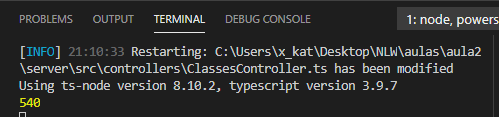 PROBLEMS OUTPUT TERMINAL DEBUG CONSOLE 1: node, powers
[INFO] 21:10:33 Restarting: C:\Users\x_kat\Desktop\NLW\aulas\aula2
\server\src\controllers\ClassesController.ts has been modified
Using ts-node version 8.10.2, typescript version 3.9.7
540